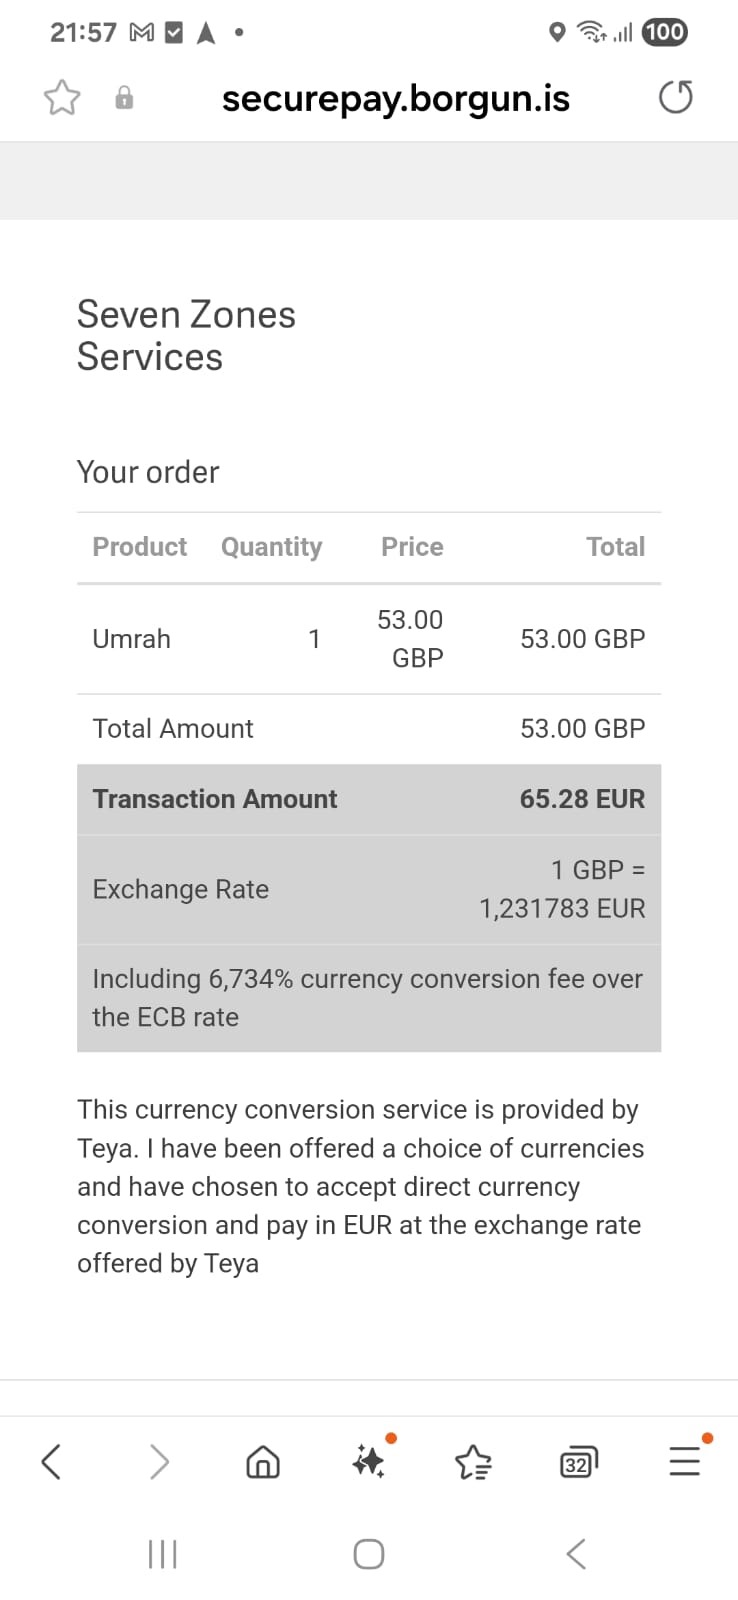 21:57
100
securepay.borgun.is
Seven Zones
Services
Your order
Product Quantity Price Total
Umrah 1 53.00 GBP 53.00 GBP
Total Amount 53.00 GBP
Transaction Amount 65.28 EUR
Exchange Rate 1 GBP =
1,231783 EUR
Including 6,734% currency conversion fee over
the ECB rate
This currency conversion service is provided by
Teya. I have been offered a choice of currencies
and have chosen to accept direct currency
conversion and pay in EUR at the exchange rate
offered by Teya
32